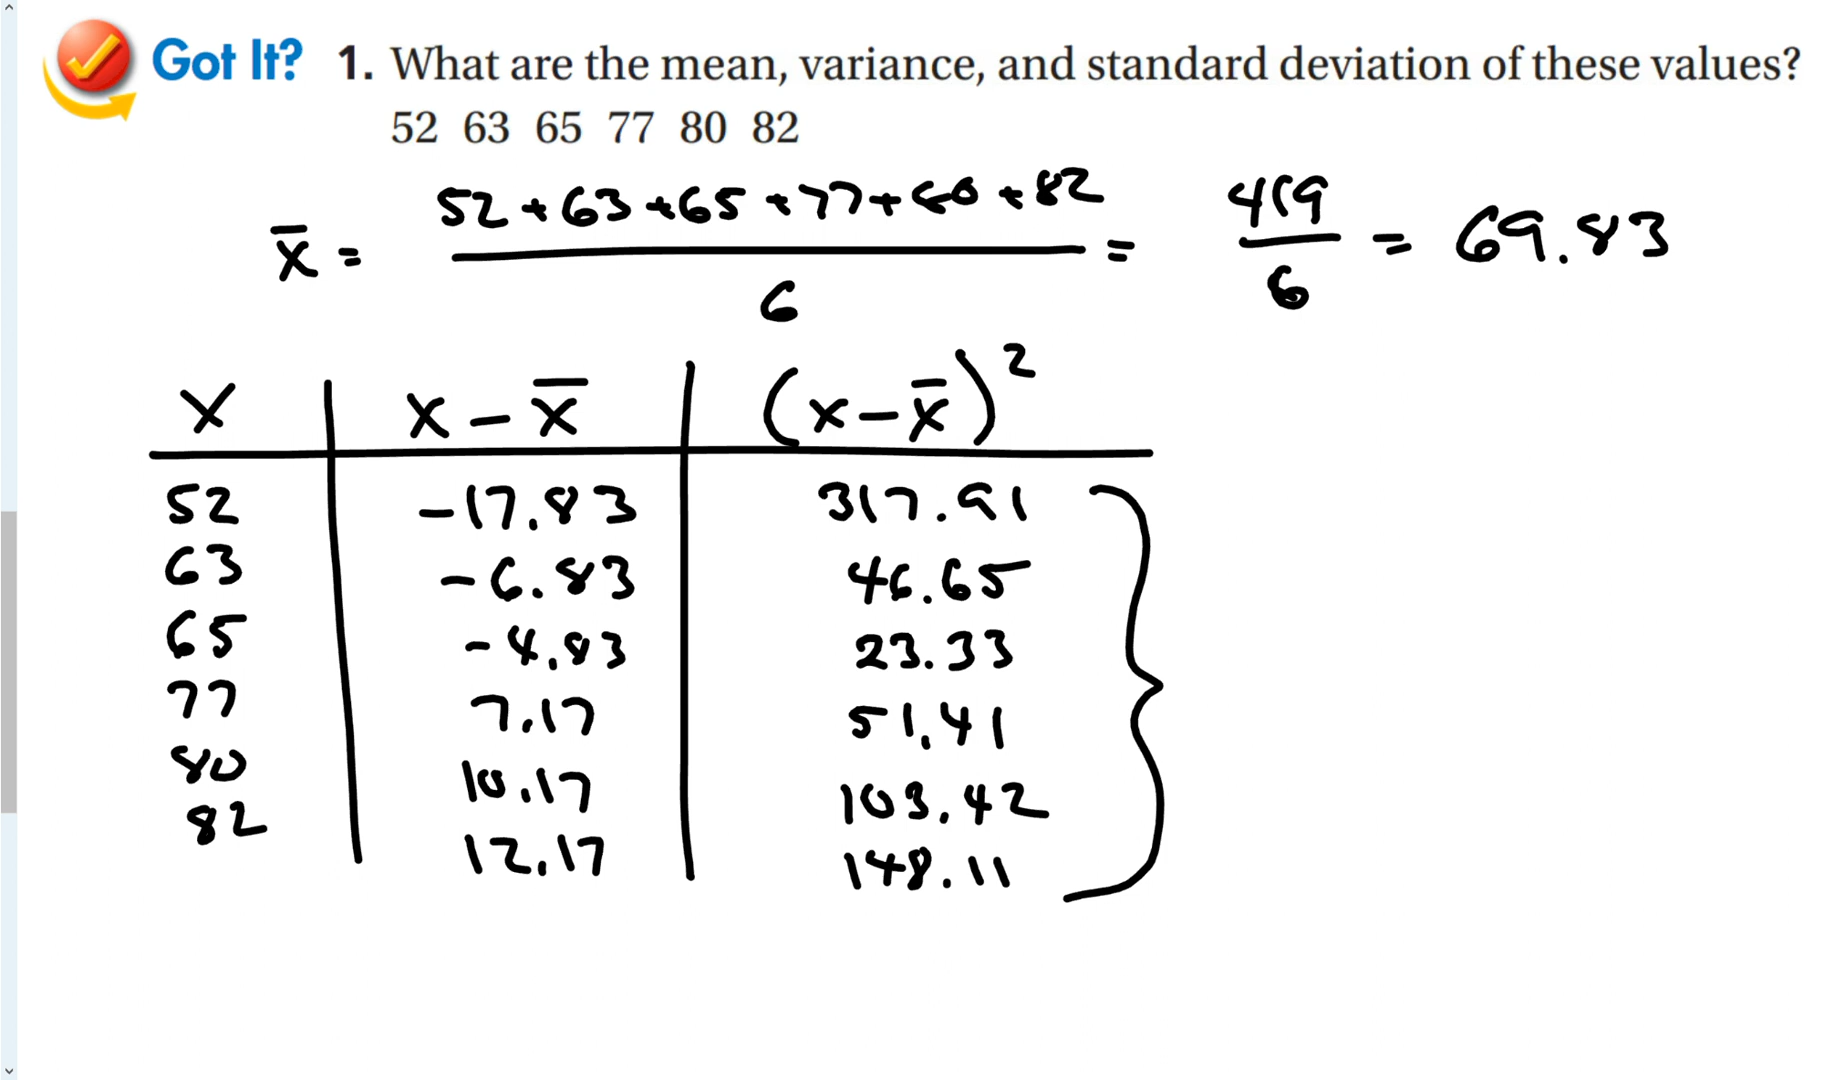 Got It? 1. What are the mean, variance, and standard deviation of these values?
52 63 65 77 80 82
x̄ = (52+63+65+77+80+82)/6 = 419/6 = 69.83
x | x - x̄ | (x-x̄)²
52 -17.83 317.91
63 -6.83 46.65
65 -4.83 23.33
77 7.17 51.41
80 10.17 103.42
82 12.17 148.11